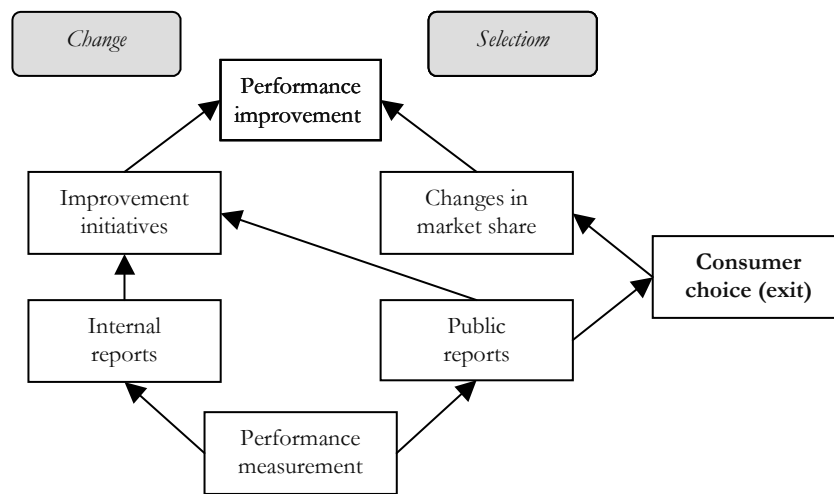 Change
Selectiom
Performance
improvement
Improvement
initiatives
Changes in
market share
Consumer
choice (exit)
Internal
reports
Public
reports
Performance
measurement